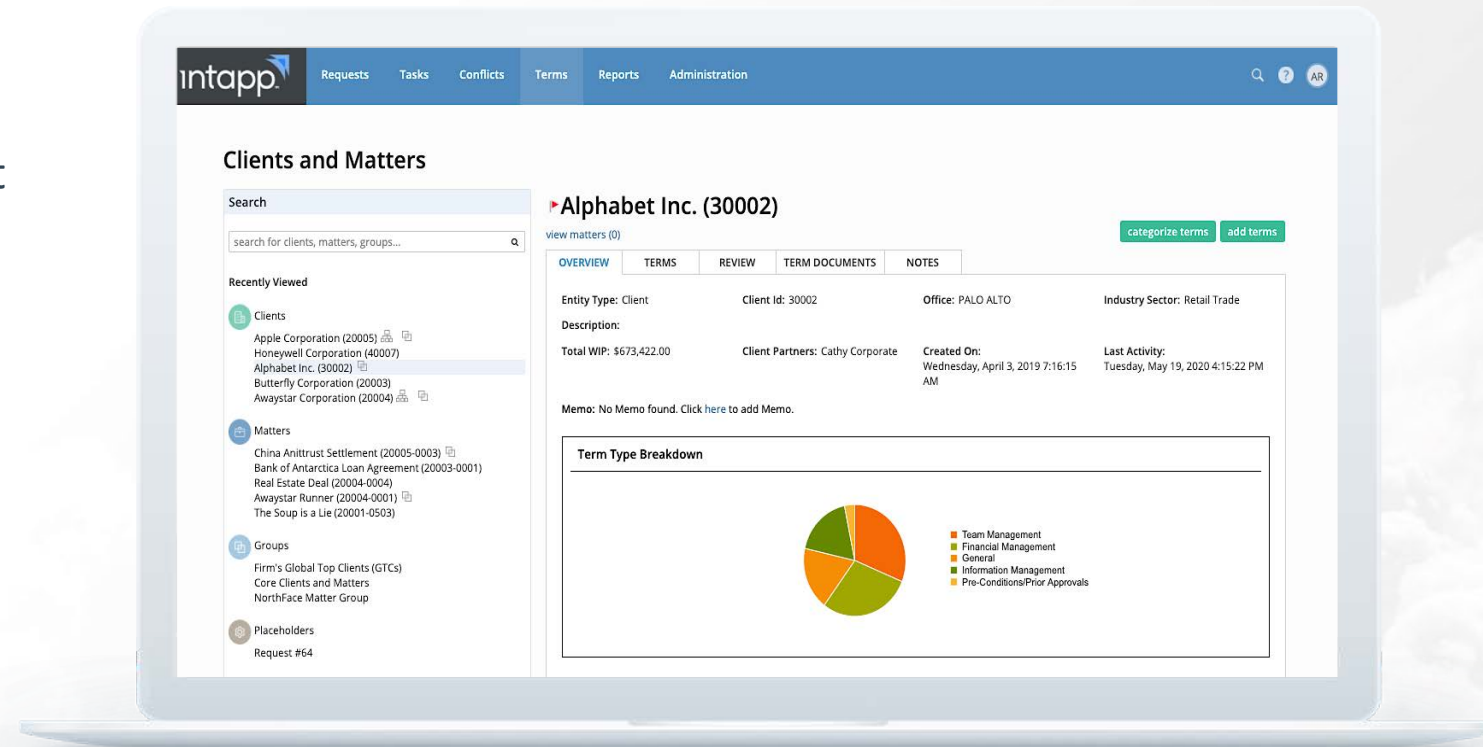 t
intapp.
Requests Tasks Conflicts Terms Reports Administration
? AR
Clients and Matters
Search
search for clients, matters, groups...
Recently Viewed
Clients
Apple Corporation (20005)
Honeywell Corporation (40007)
Alphabet Inc. (30002)
Butterfly Corporation (20003)
Awaystar Corporation (20004)
Matters
China Anittrust Settlement (20005-0003)
Bank of Antarctica Loan Agreement (20003-0001)
Real Estate Deal (20004-0004)
Awaystar Runner (20004-0001)
The Soup is a Lie (20001-0503)
Groups
Firm's Global Top Clients (GTCs)
Core Clients and Matters
NorthFace Matter Group
Placeholders
Request #64
Alphabet Inc. (30002)
view matters (0)
categorize terms add terms
OVERVIEW TERMS REVIEW TERM DOCUMENTS NOTES
Entity Type: Client Client Id: 30002 Office: PALO ALTO Industry Sector: Retail Trade
Description:
Total WIP: $673,422.00 Client Partners: Cathy Corporate Created On: Last Activity:
Wednesday, April 3, 2019 7:16:15 Tuesday, May 19, 2020 4:15:22 PM
AM
Memo: No Memo found. Click here to add Memo.
Term Type Breakdown
Team Management
Financial Management
General
Information Management
Pre-Conditions/Prior Approvals